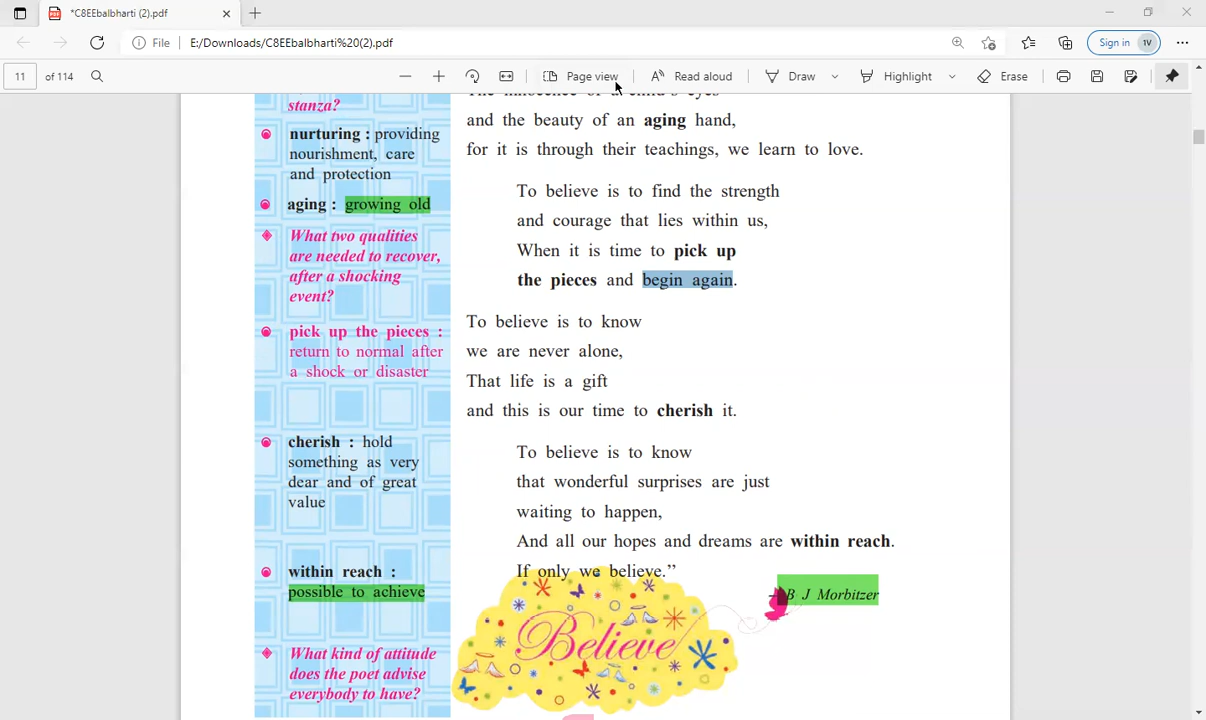 *C8EEbalbharti (2).pdf
File
E:/Downloads/C8EEbalbharti%20(2).pdf
Sign in
11 of 114
Page view
Read aloud
Draw
Highlight
Erase
stanza?
nurturing : providing
nourishment, care
and protection
aging : growing old
What two qualities
are needed to recover,
after a shocking
event?
pick up the pieces :
return to normal after
a shock or disaster
cherish : hold
something as very
dear and of great
value
within reach :
possible to achieve
What kind of attitude
does the poet advise
everybody to have?
The innocence of a child's eyes
and the beauty of an aging hand,
for it is through their teachings, we learn to love.
To believe is to find the strength
and courage that lies within us,
When it is time to pick up
the pieces and begin again.
To believe is to know
we are never alone,
That life is a gift
and this is our time to cherish it.
To believe is to know
that wonderful surprises are just
waiting to happen,
And all our hopes and dreams are within reach.
If only we believe.”
– B J Morbitzer
Believe